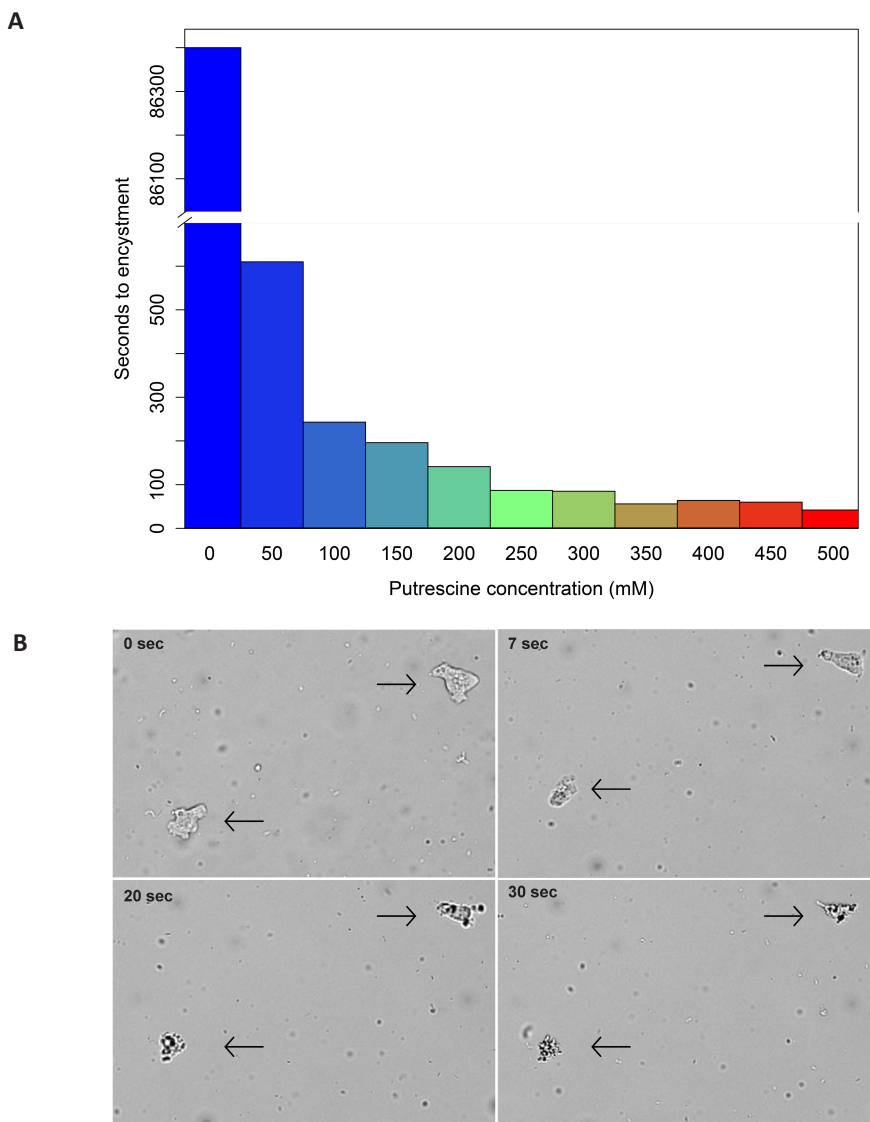 A
Seconds to encystment
86300
86100
500
300
100
0
0 50 100 150 200 250 300 350 400 450 500
Putrescine concentration (mM)
B
0 sec
7 sec
20 sec
30 sec